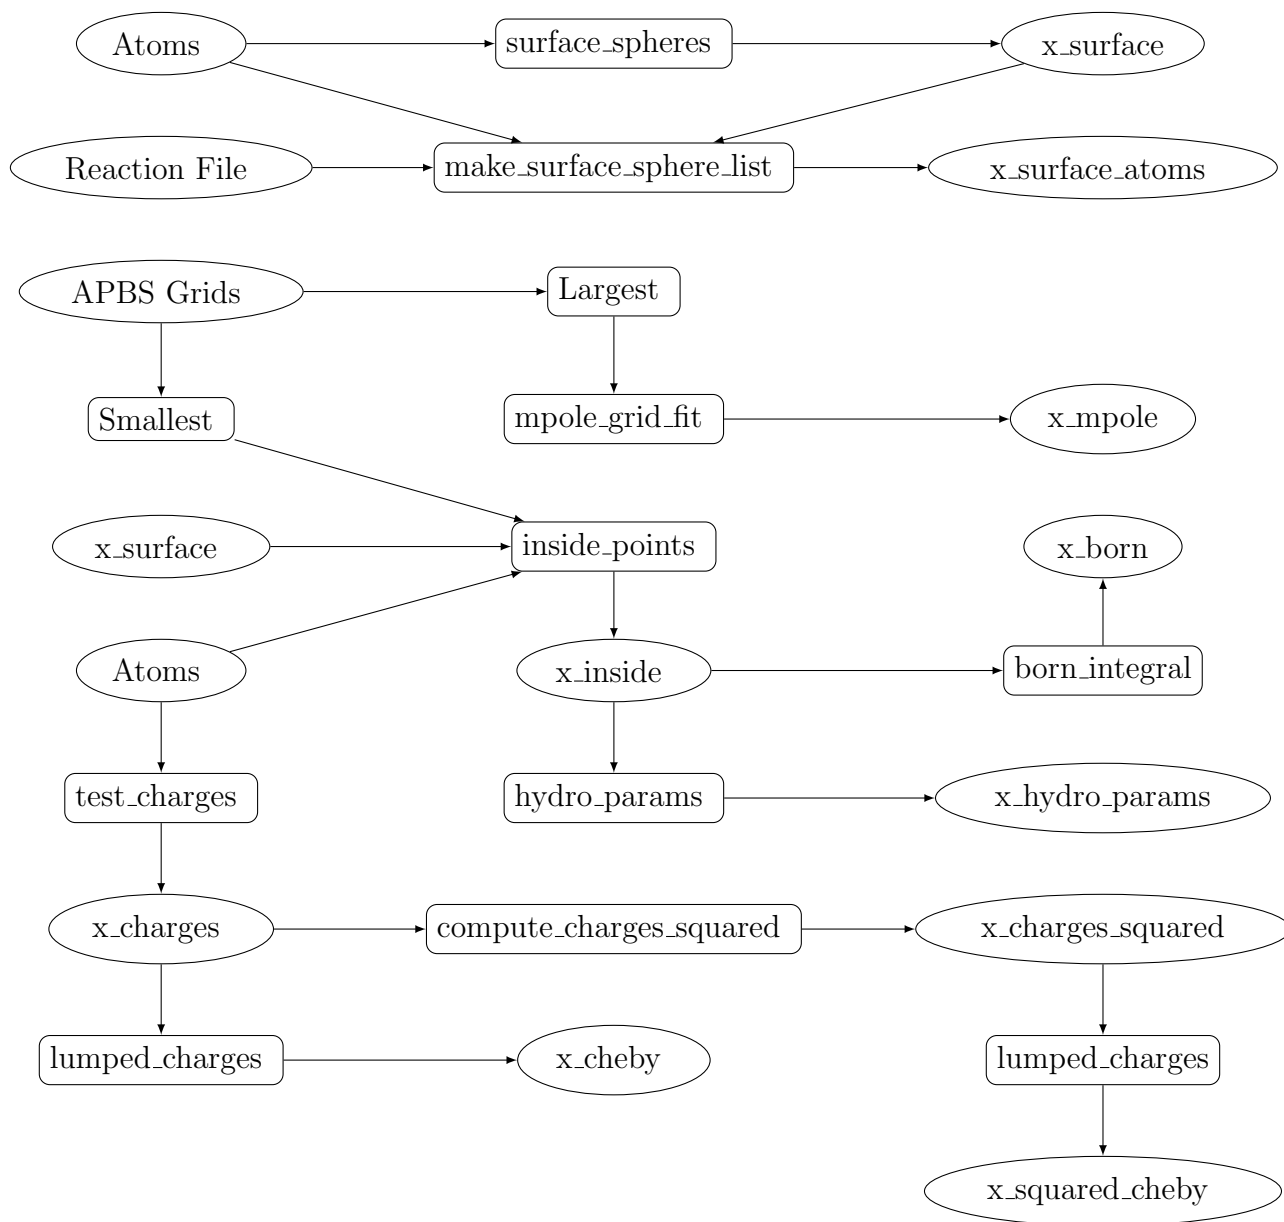 Atoms
surface_spheres
x_surface
Reaction File
make_surface_sphere_list
x_surface_atoms
APBS Grids
Largest
Smallest
mpole_grid_fit
x_mpole
x_surface
inside_points
x_born
Atoms
x_inside
born_integral
test_charges
hydro_params
x_hydro_params
x_charges
compute_charges_squared
x_charges_squared
lumped_charges
x_cheby
lumped_charges
x_squared_cheby